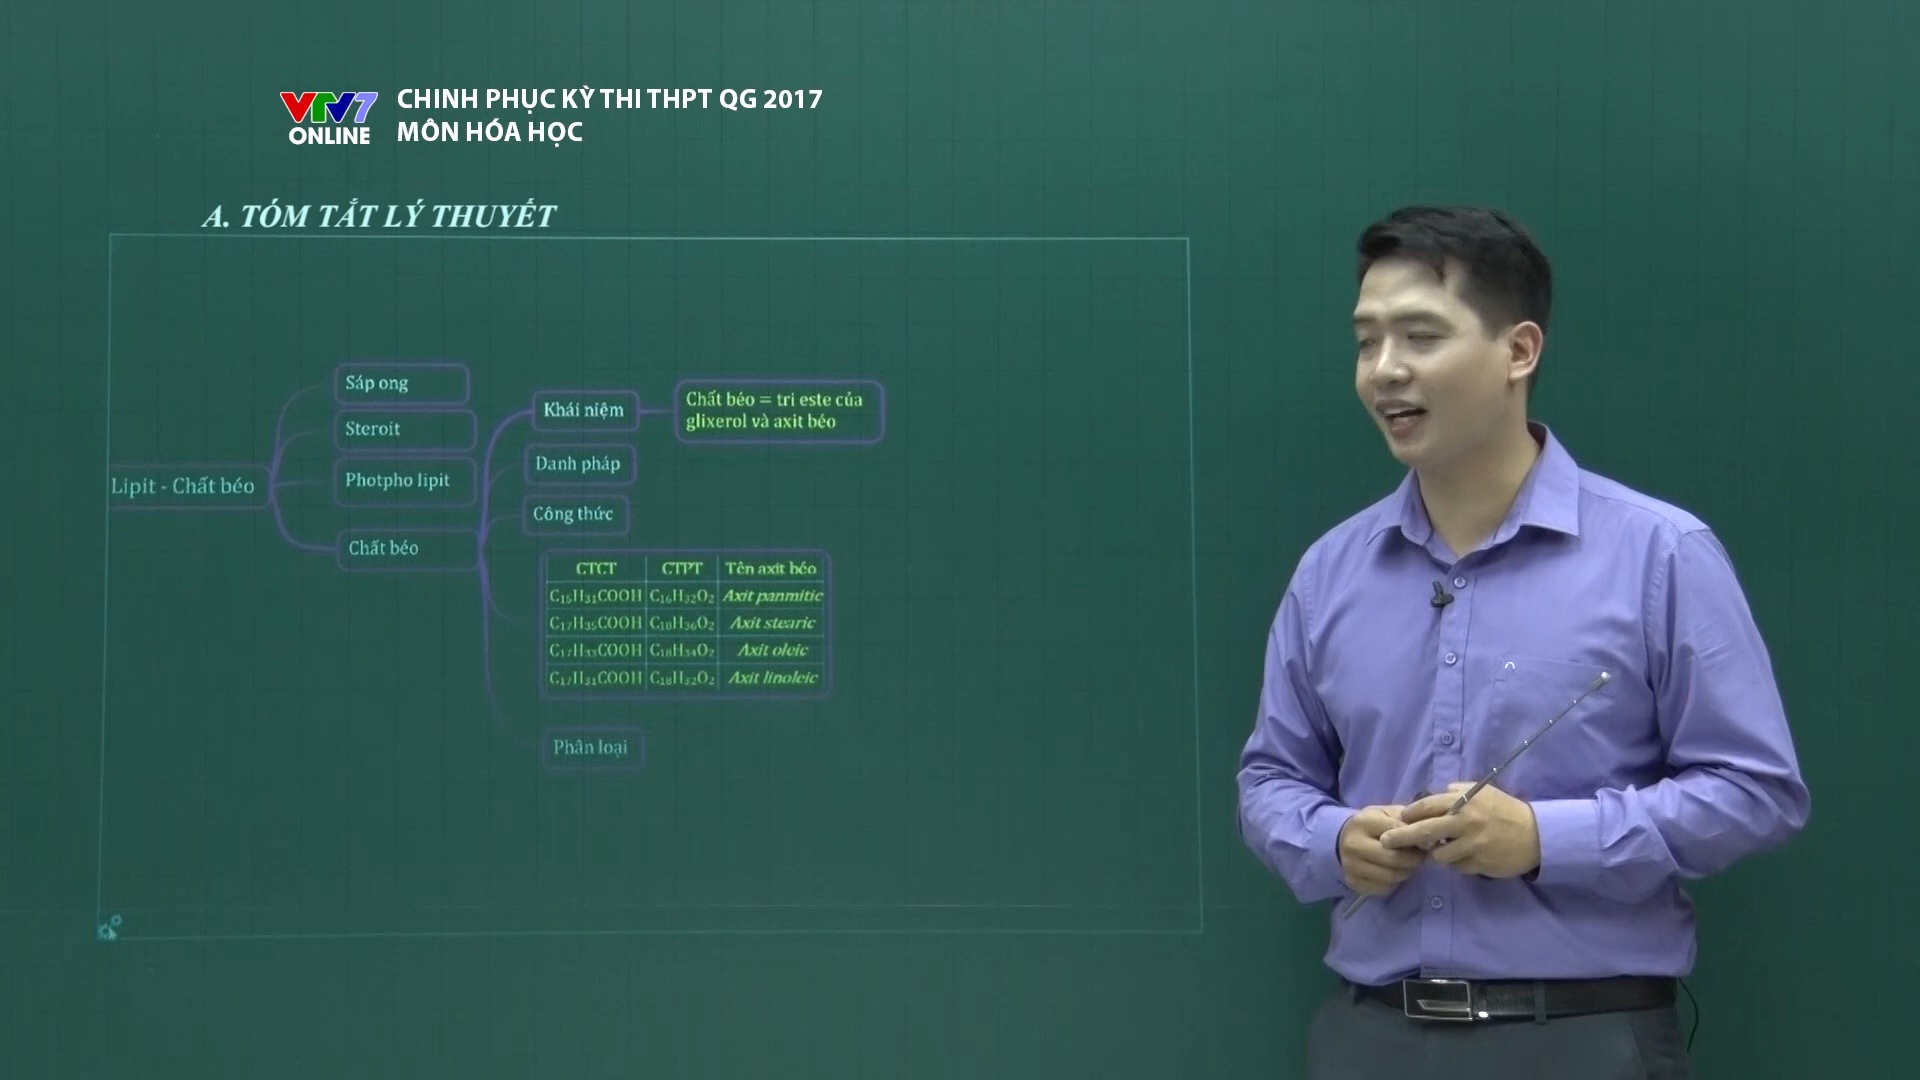 VTV7
ONLINE
CHINH PHỤC KỲ THI THPT QG 2017
MÔN HÓA HỌC
A. TÓM TẮT LÝ THUYẾT
Lipit - Chất béo
Sáp ong
Steroit
Photpho lipit
Chất béo
Khái niệm
Chất béo = tri este của
glixerol và axit béo
Danh pháp
Công thức
CTCT CTPT Tên axit béo
C₁₅H₃₁COOH C₁₆H₃₂O₂ Axit panmitic
C₁₇H₃₅COOH C₁₈H₃₆O₂ Axit stearic
C₁₇H₃₃COOH C₁₈H₃₄O₂ Axit oleic
C₁₇H₃₁COOH C₁₈H₃₂O₂ Axit linoleic
Phân loại